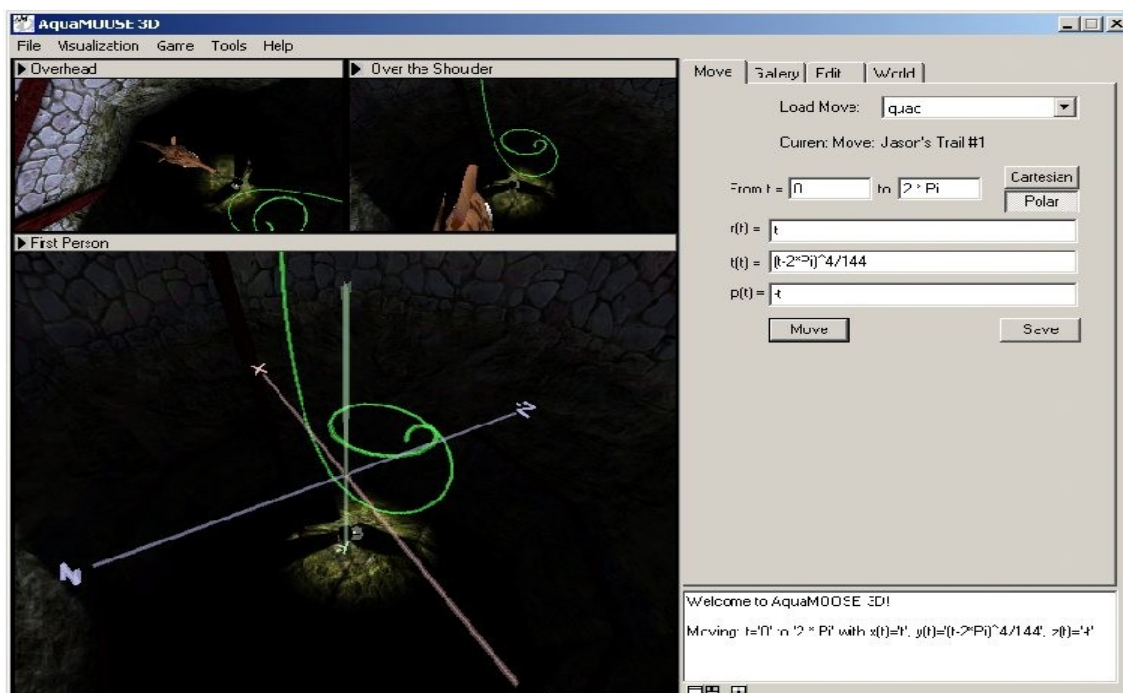 AquaMOOSE 3D
File Visualization Game Tools Help
Overhead
Over the Shoulder
First Person
X
-Z
Z
Move Gallery Edit World
Load Move: quad
Current Move: Jason's Trail #1
From t = 0 to 2 * Pi
Cartesian
Polar
r(t) = t
t(t) = (t-2*Pi)^4/144
p(t) = -t
Move Save
Welcome to AquaMOOSE 3D!
Moving: t='0' to '2 * Pi' with x(t)='t', y(t)='(t-2*Pi)^4/144', z(t)='-t'